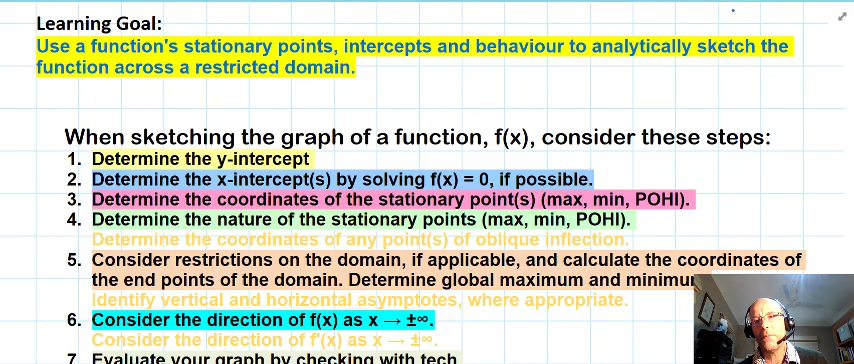 Learning Goal:
Use a function's stationary points, intercepts and behaviour to analytically sketch the
function across a restricted domain.
When sketching the graph of a function, f(x), consider these steps:
1. Determine the y-intercept
2. Determine the x-intercept(s) by solving f(x) = 0, if possible.
3. Determine the coordinates of the stationary point(s) (max, min, POHI).
4. Determine the nature of the stationary points (max, min, POHI).
Determine the coordinates of any point(s) of oblique inflection.
5. Consider restrictions on the domain, if applicable, and calculate the coordinates of
the end points of the domain. Determine global maximum and minimu
Identify vertical and horizontal asymptotes, where appropriate.
6. Consider the direction of f(x) as x → ±∞.
Consider the direction of f'(x) as x → ±∞.
7 Evaluate your graph by checking with tech